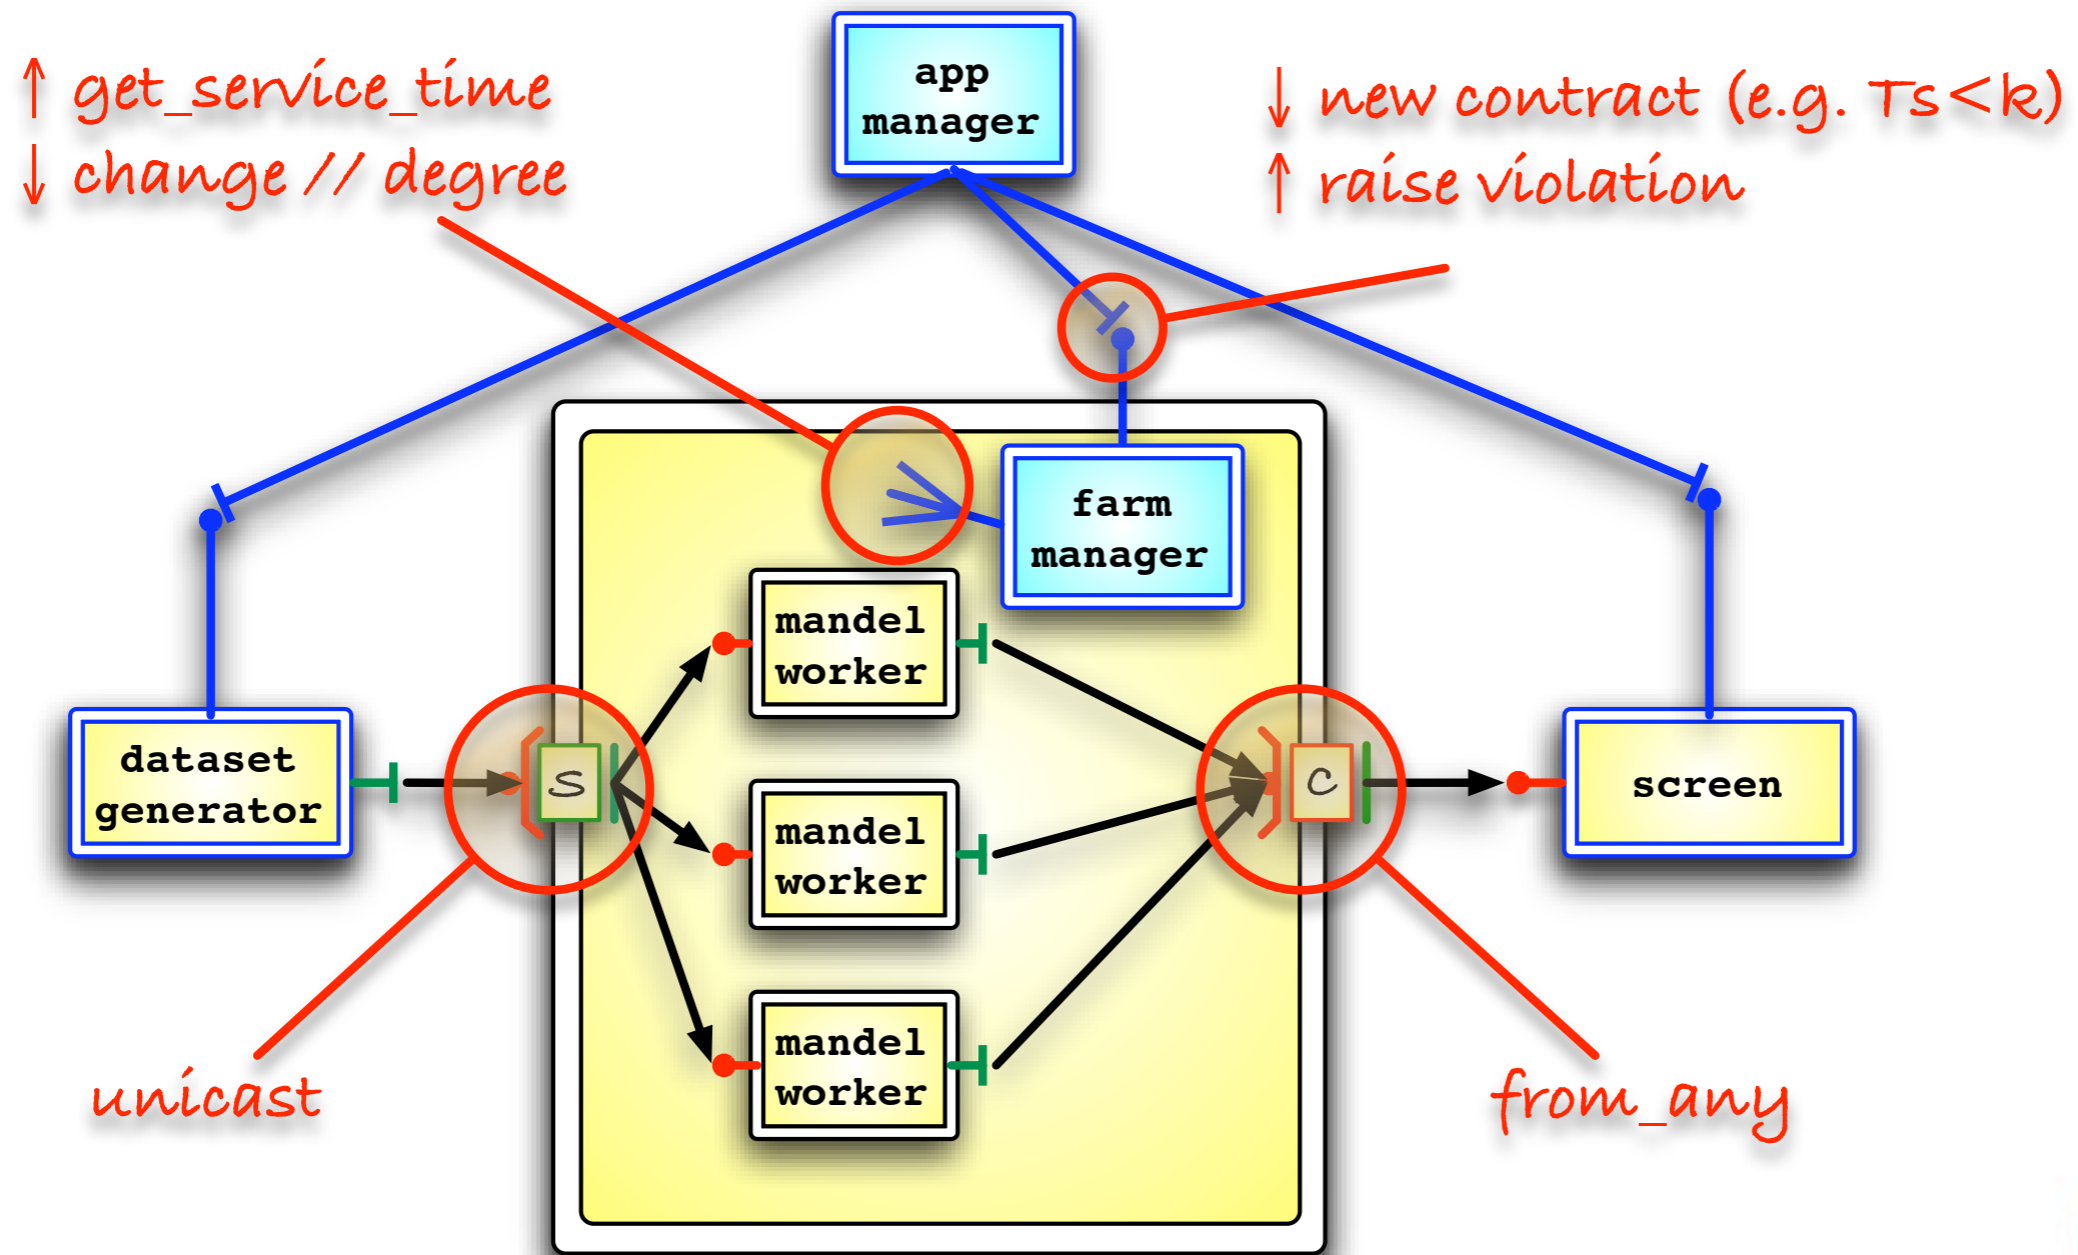 app
manager
↑ get_service_time
↓ change // degree
↓ new contract (e.g. Ts<k)
↑ raise violation
farm
manager
mandel
worker
dataset
generator
S
mandel
worker
C
screen
mandel
worker
unicast
from_any